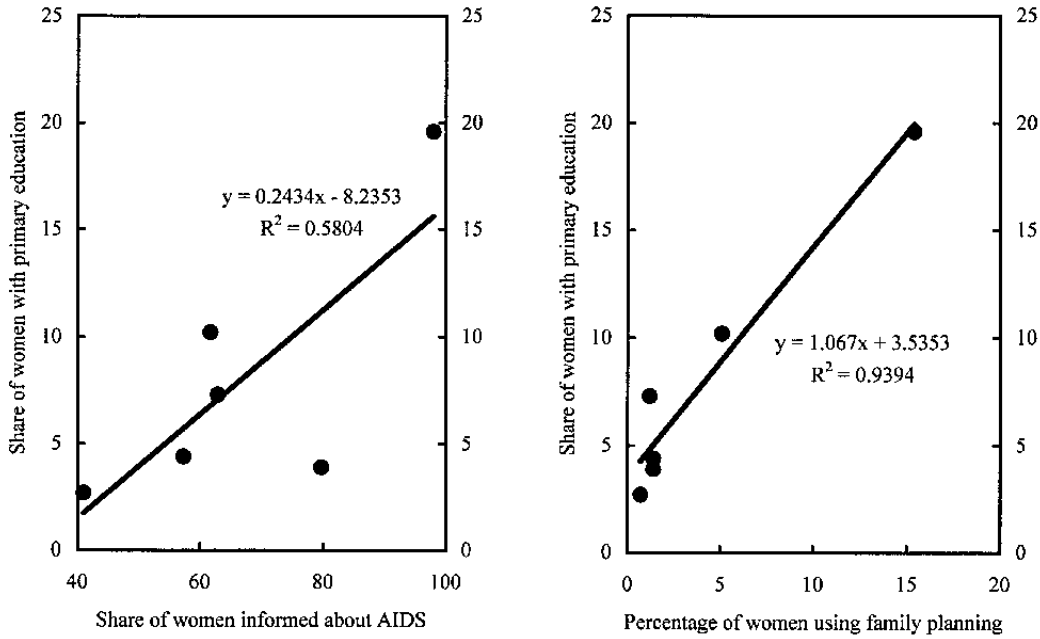 25
20
15
10
5
0
25
20
15
10
5
0
Share of women with primary education
y = 0.2434x - 8.2353
R² = 0.5804
40 60 80 100
Share of women informed about AIDS
25
20
15
10
5
0
25
20
15
10
5
0
Share of women with primary education
y = 1.067x + 3.5353
R² = 0.9394
0 5 10 15 20
Percentage of women using family planning